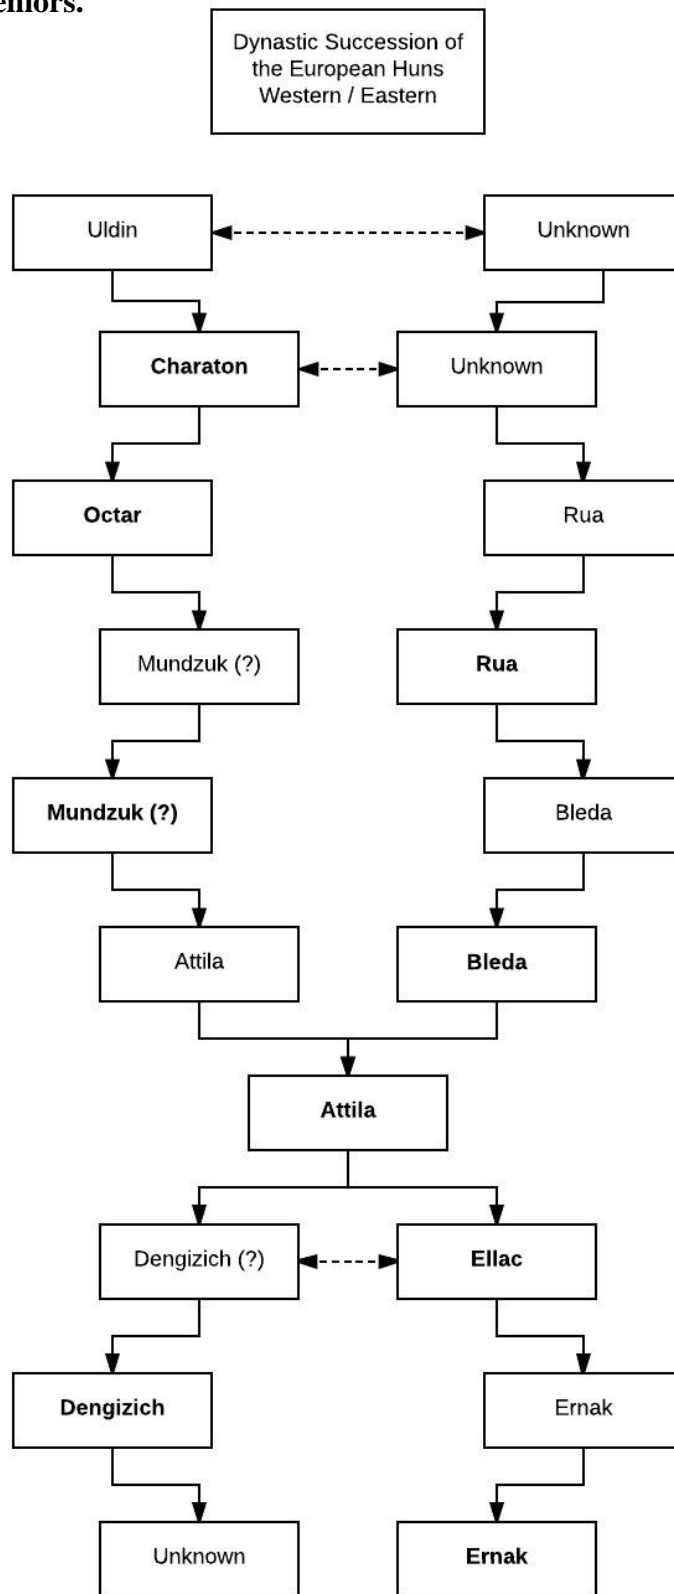 Dynastic Succession of
the European Huns
Western / Eastern
Uldin
Unknown
Charaton
Unknown
Octar
Rua
Mundzuk (?)
Rua
Mundzuk (?)
Bleda
Attila
Bleda
Attila
Dengizich (?)
Ellac
Dengizich
Ernak
Unknown
Ernak